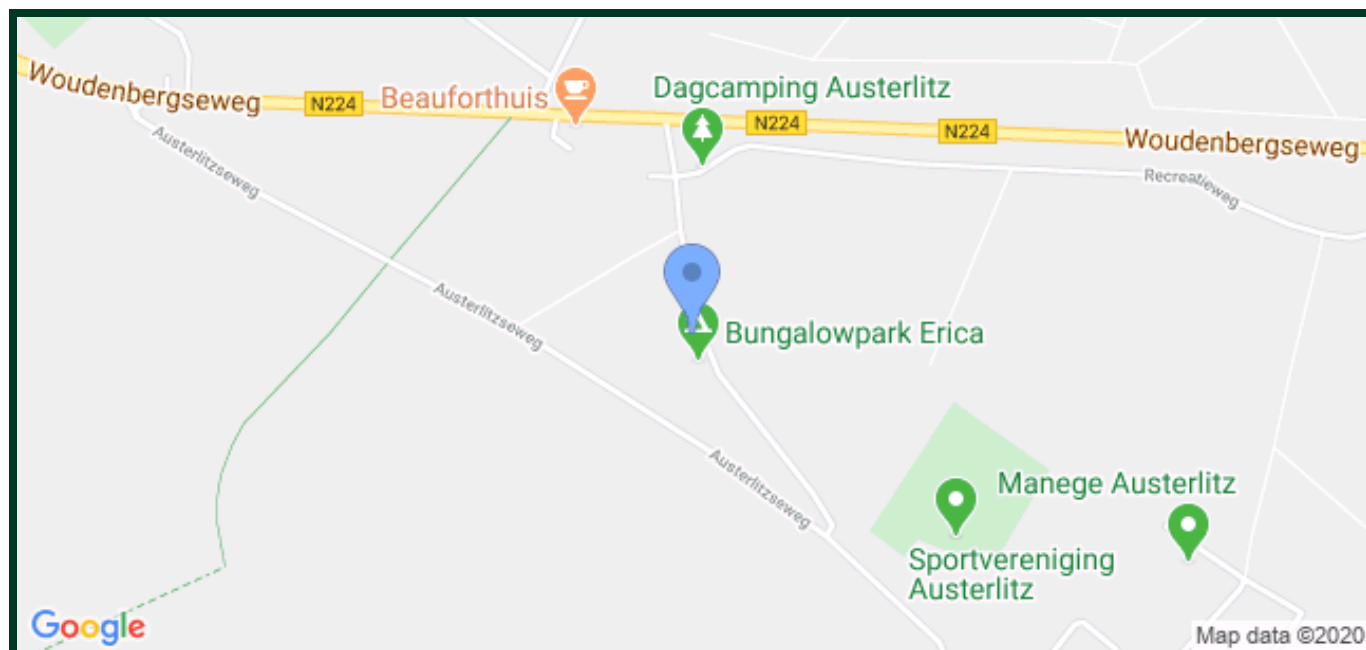 Woudenbergseweg
N224
Beauforthuis
Dagcamping Austerlitz
N224
N224
Woudenbergseweg
Austerlitzseweg
Recreatieweg
Austerlitzseweg
Bungalowpark Erica
Austerlitzseweg
Manege Austerlitz
Sportvereniging
Austerlitz
Google
Map data ©2020